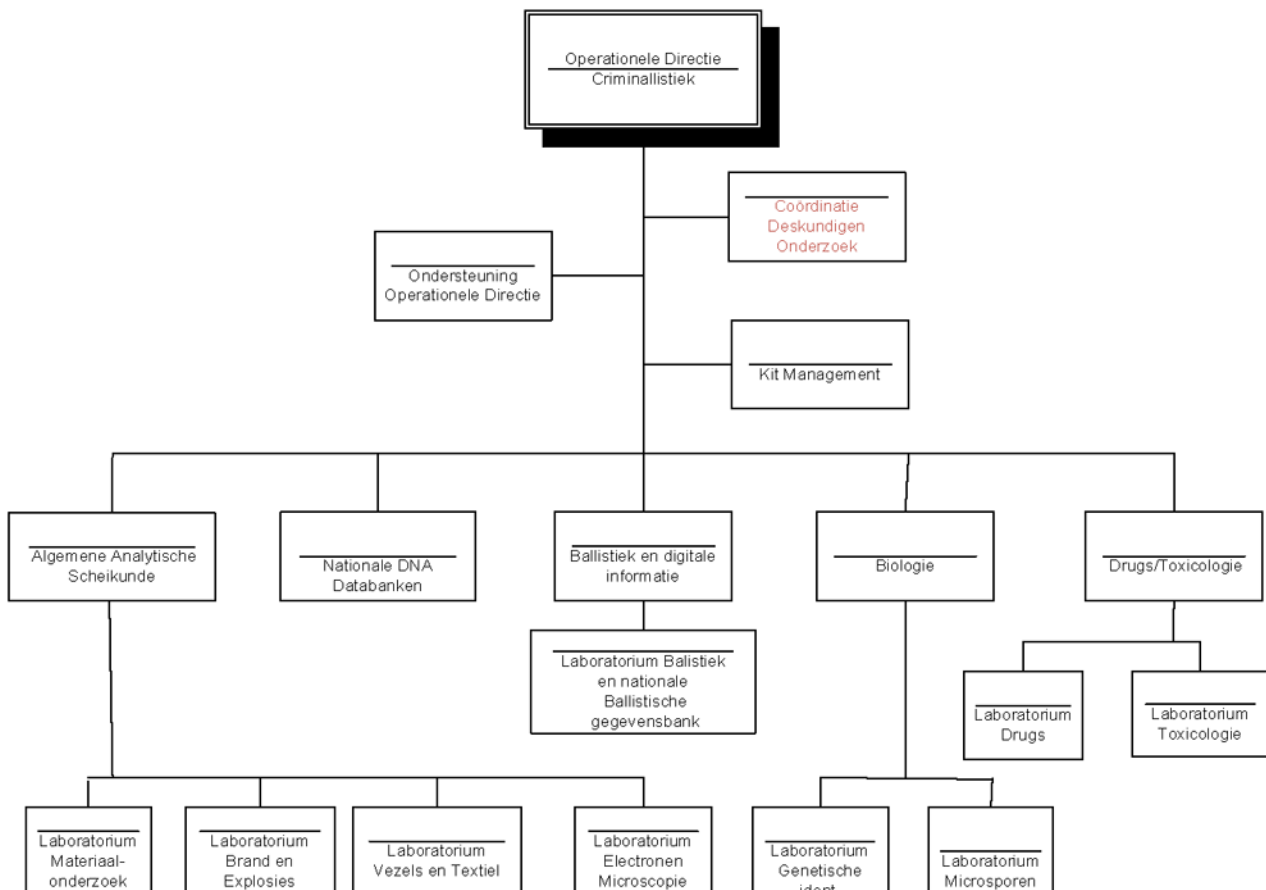 Operationele Directie
Criminallistiek
Coördinatie
Deskundigen
Onderzoek
Ondersteuning
Operationele Directie
Kit Management
Algemene Analytische
Scheikunde
Nationale DNA
Databanken
Ballistiek en digitale
informatie
Biologie
Drugs/Toxicologie
Laboratorium Balistiek
en nationale
Ballistische
gegevensbank
Laboratorium
Drugs
Laboratorium
Toxicologie
Laboratorium
Materiaal-
onderzoek
Laboratorium
Brand en
Explosies
Laboratorium
Vezels en Textiel
Laboratorium
Electronen
Microscopie
Laboratorium
Genetische
ident.
Laboratorium
Microsporen